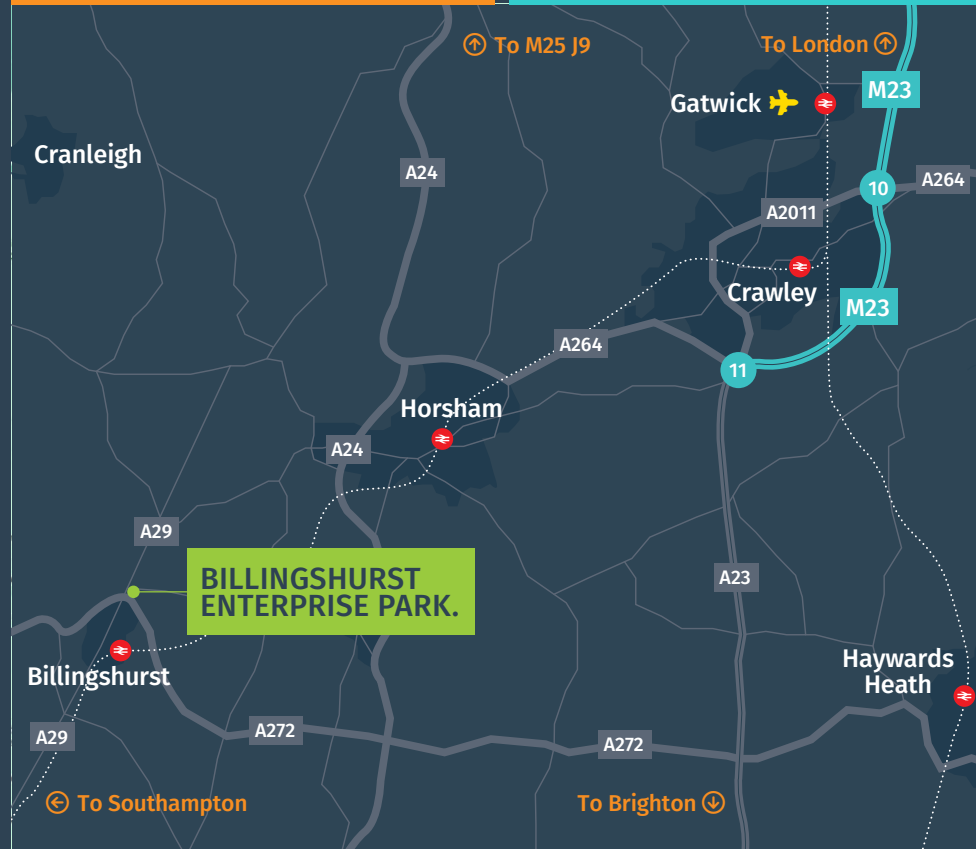 To M25 J9
To London
M23
Gatwick
Cranleigh
A24
10
A264
A2011
Crawley
M23
A264
11
Horsham
A24
A29
BILLINGSHURST
ENTERPRISE PARK.
A23
Billingshurst
Haywards
Heath
A29
A272
A272
To Southampton
To Brighton